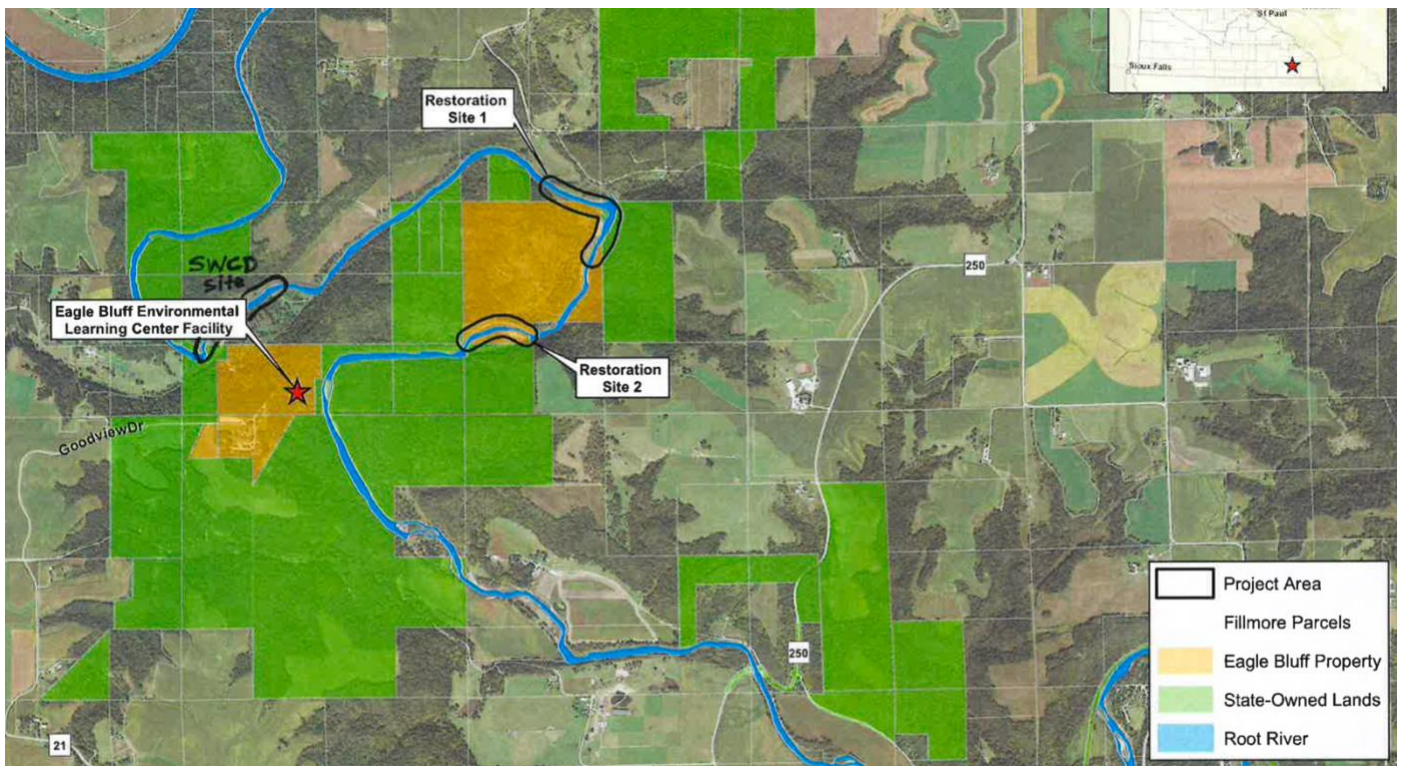 St Paul
Sioux Falls
Restoration
Site 1
250
SWCD
Site
Eagle Bluff Environmental
Learning Center Facility
Restoration
Site 2
GoodviewDr
250
21
Project Area
Fillmore Parcels
Eagle Bluff Property
State-Owned Lands
Root River